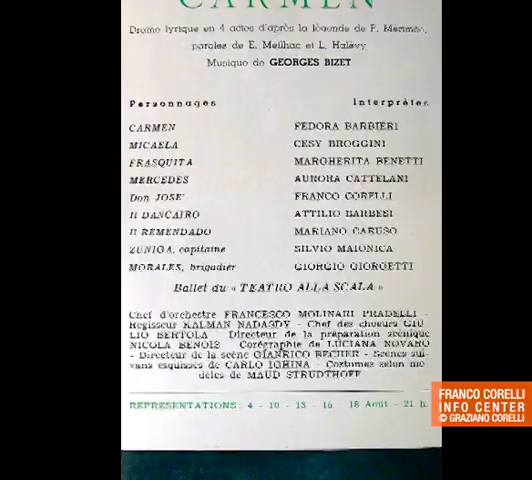 CARMEN
Drame lyrique en 4 actes d'après la légende de P. Mérimée,
paroles de E. Meilhac et L. Halévy
Musique de GEORGES BIZET
Personnages Interprètes
CARMEN FEDORA BARBIERI
MICAELA CESY BROGGINI
FRASQUITA MARGHERITA BENETTI
MERCEDES AURORA CATTELANI
Don JOSE' FRANCO CORELLI
Il DANCAIRO ATTILIO BARBESI
Il REMENDADO MARIANO CARUSO
ZUNIGA, capitaine SILVIO MAIONICA
MORALES, brigadier GIORGIO GIORGETTI
Ballet du « TEATRO ALLA SCALA »
Chef d'orchestre FRANCESCO MOLINARI PRADELLI -
Regisseur KALMAN NADASDY - Chef des choeurs GIU
LIO BERTOLA Directeur de la préparation scénique
NICOLA BENOIS Corégraphie de LUCIANA NOVARO
- Directeur de la scène GIANRICO BECHER - Scènes sui-
vans esquisses de CARLO IGHINA - Costumes selon mo-
dèles de MAUD STRUDTHOFF
REPRESENTATIONS: 4 - 10 - 13 - 16 18 Août - 21 h.
FRANCO CORELLI
INFO CENTER
© GRAZIANO CORELLI